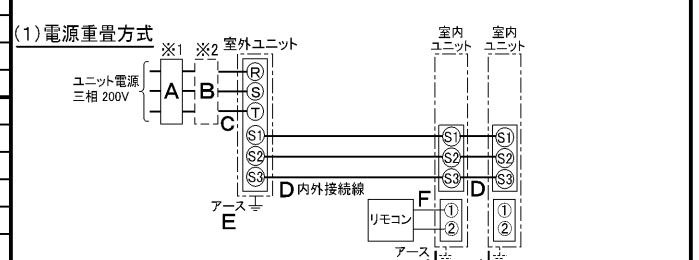 (1)電源重畳方式
※1 ※2 室外ユニット
室内ユニット 室内ユニット
ユニット電源
三相 200V
A B
R
S
T
C
S1 S1 S1
S2 S2 S2
S3 S3 S3
D 内外接続線 D
アース
E
F
リモコン
① ①
② ②
アース